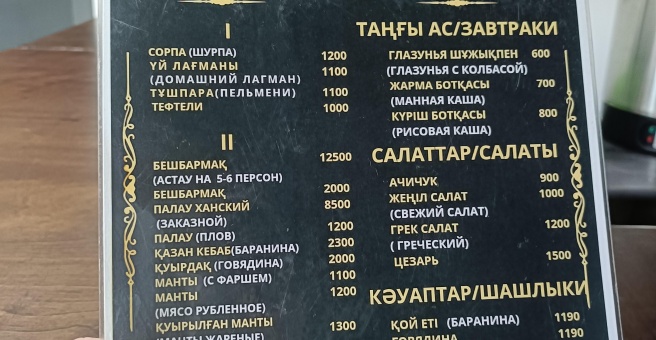 I
СОРПА (ШУРПА) 1200
ҮЙ ЛАҒМАНЫ 1100
(ДОМАШНИЙ ЛАГМАН)
ТҰШПАРА (ПЕЛЬМЕНИ) 1100
ТЕФТЕЛИ 1000
II
БЕШБАРМАҚ 12500
(АСТАУ НА 5-6 ПЕРСОН)
БЕШБАРМАҚ 2000
ПАЛАУ ХАНСКИЙ 8500
(ЗАКАЗНОЙ)
ПАЛАУ (ПЛОВ) 1200
ҚАЗАН КЕБАБ(БАРАНИНА) 2300
ҚУЫРДАҚ (ГОВЯДИНА) 2000
МАНТЫ (С ФАРШЕМ) 1100
МАНТЫ 1200
(МЯСО РУБЛЕННОЕ)
ҚУЫРЫЛҒАН МАНТЫ 1300
(МАНТЫ ЖАРЕНЫЕ)
ТАҢҒЫ АС/ЗАВТРАКИ
ГЛАЗУНЬЯ ШҰЖЫҚПЕН 600
(ГЛАЗУНЬЯ С КОЛБАСОЙ)
ЖАРМА БОТҚАСЫ 700
(МАННАЯ КАША)
КҮРІШ БОТҚАСЫ 800
(РИСОВАЯ КАША)
САЛАТТАР/САЛАТЫ
АЧИЧУК 900
ЖЕҢІЛ САЛАТ 1000
(СВЕЖИЙ САЛАТ)
ГРЕК САЛАТ 1200
( ГРЕЧЕСКИЙ)
ЦЕЗАРЬ 1500
КӘУАПТАР/ШАШЛЫКИ
ҚОЙ ЕТІ (БАРАНИНА) 1190
ГОВЯДИНА 1190